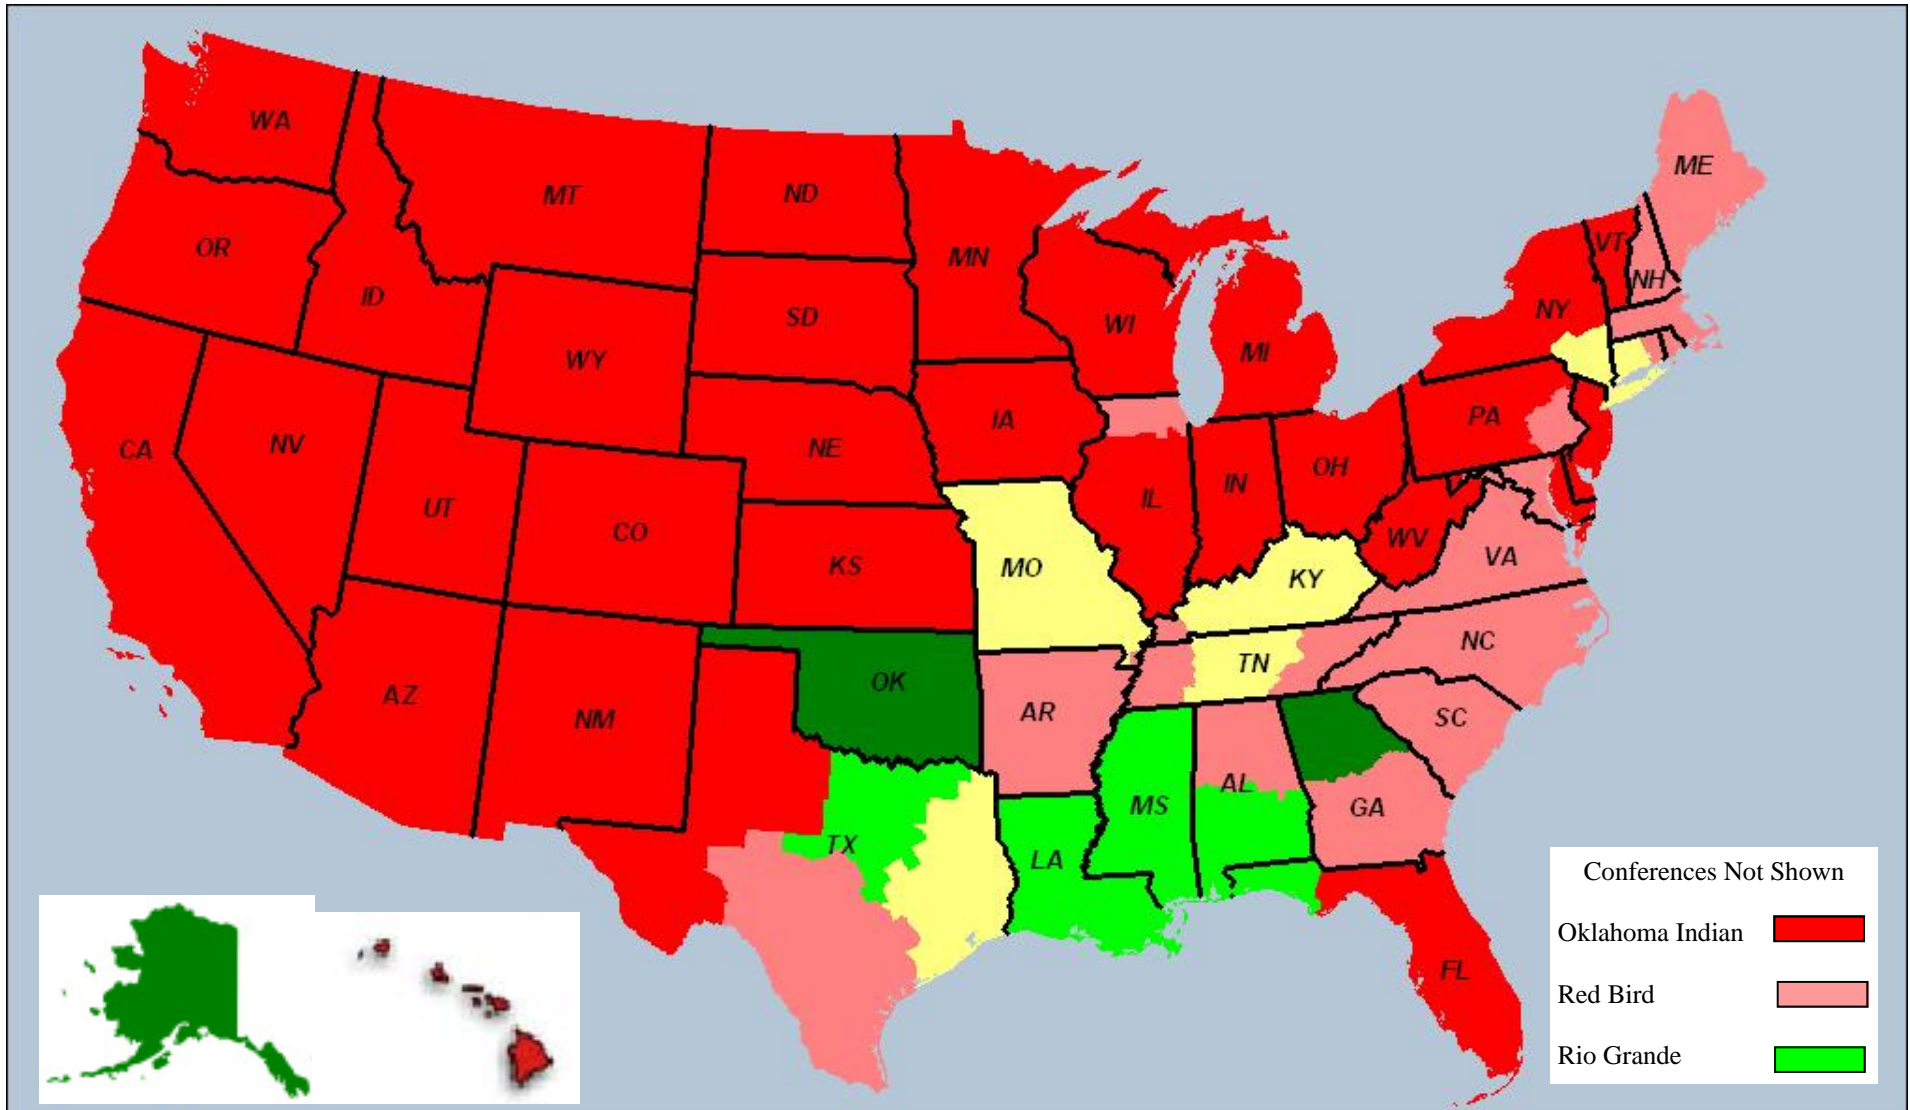 WA
MT
ND
MN
OR
ID
SD
WI
MI
NY
VT
NH
ME
WY
CA
NV
UT
CO
NE
IA
IL
IN
OH
PA
KS
MO
KY
WV
VA
AZ
NM
OK
AR
TN
NC
SC
TX
LA
MS
AL
GA
FL
Conferences Not Shown
Oklahoma Indian
Red Bird
Rio Grande